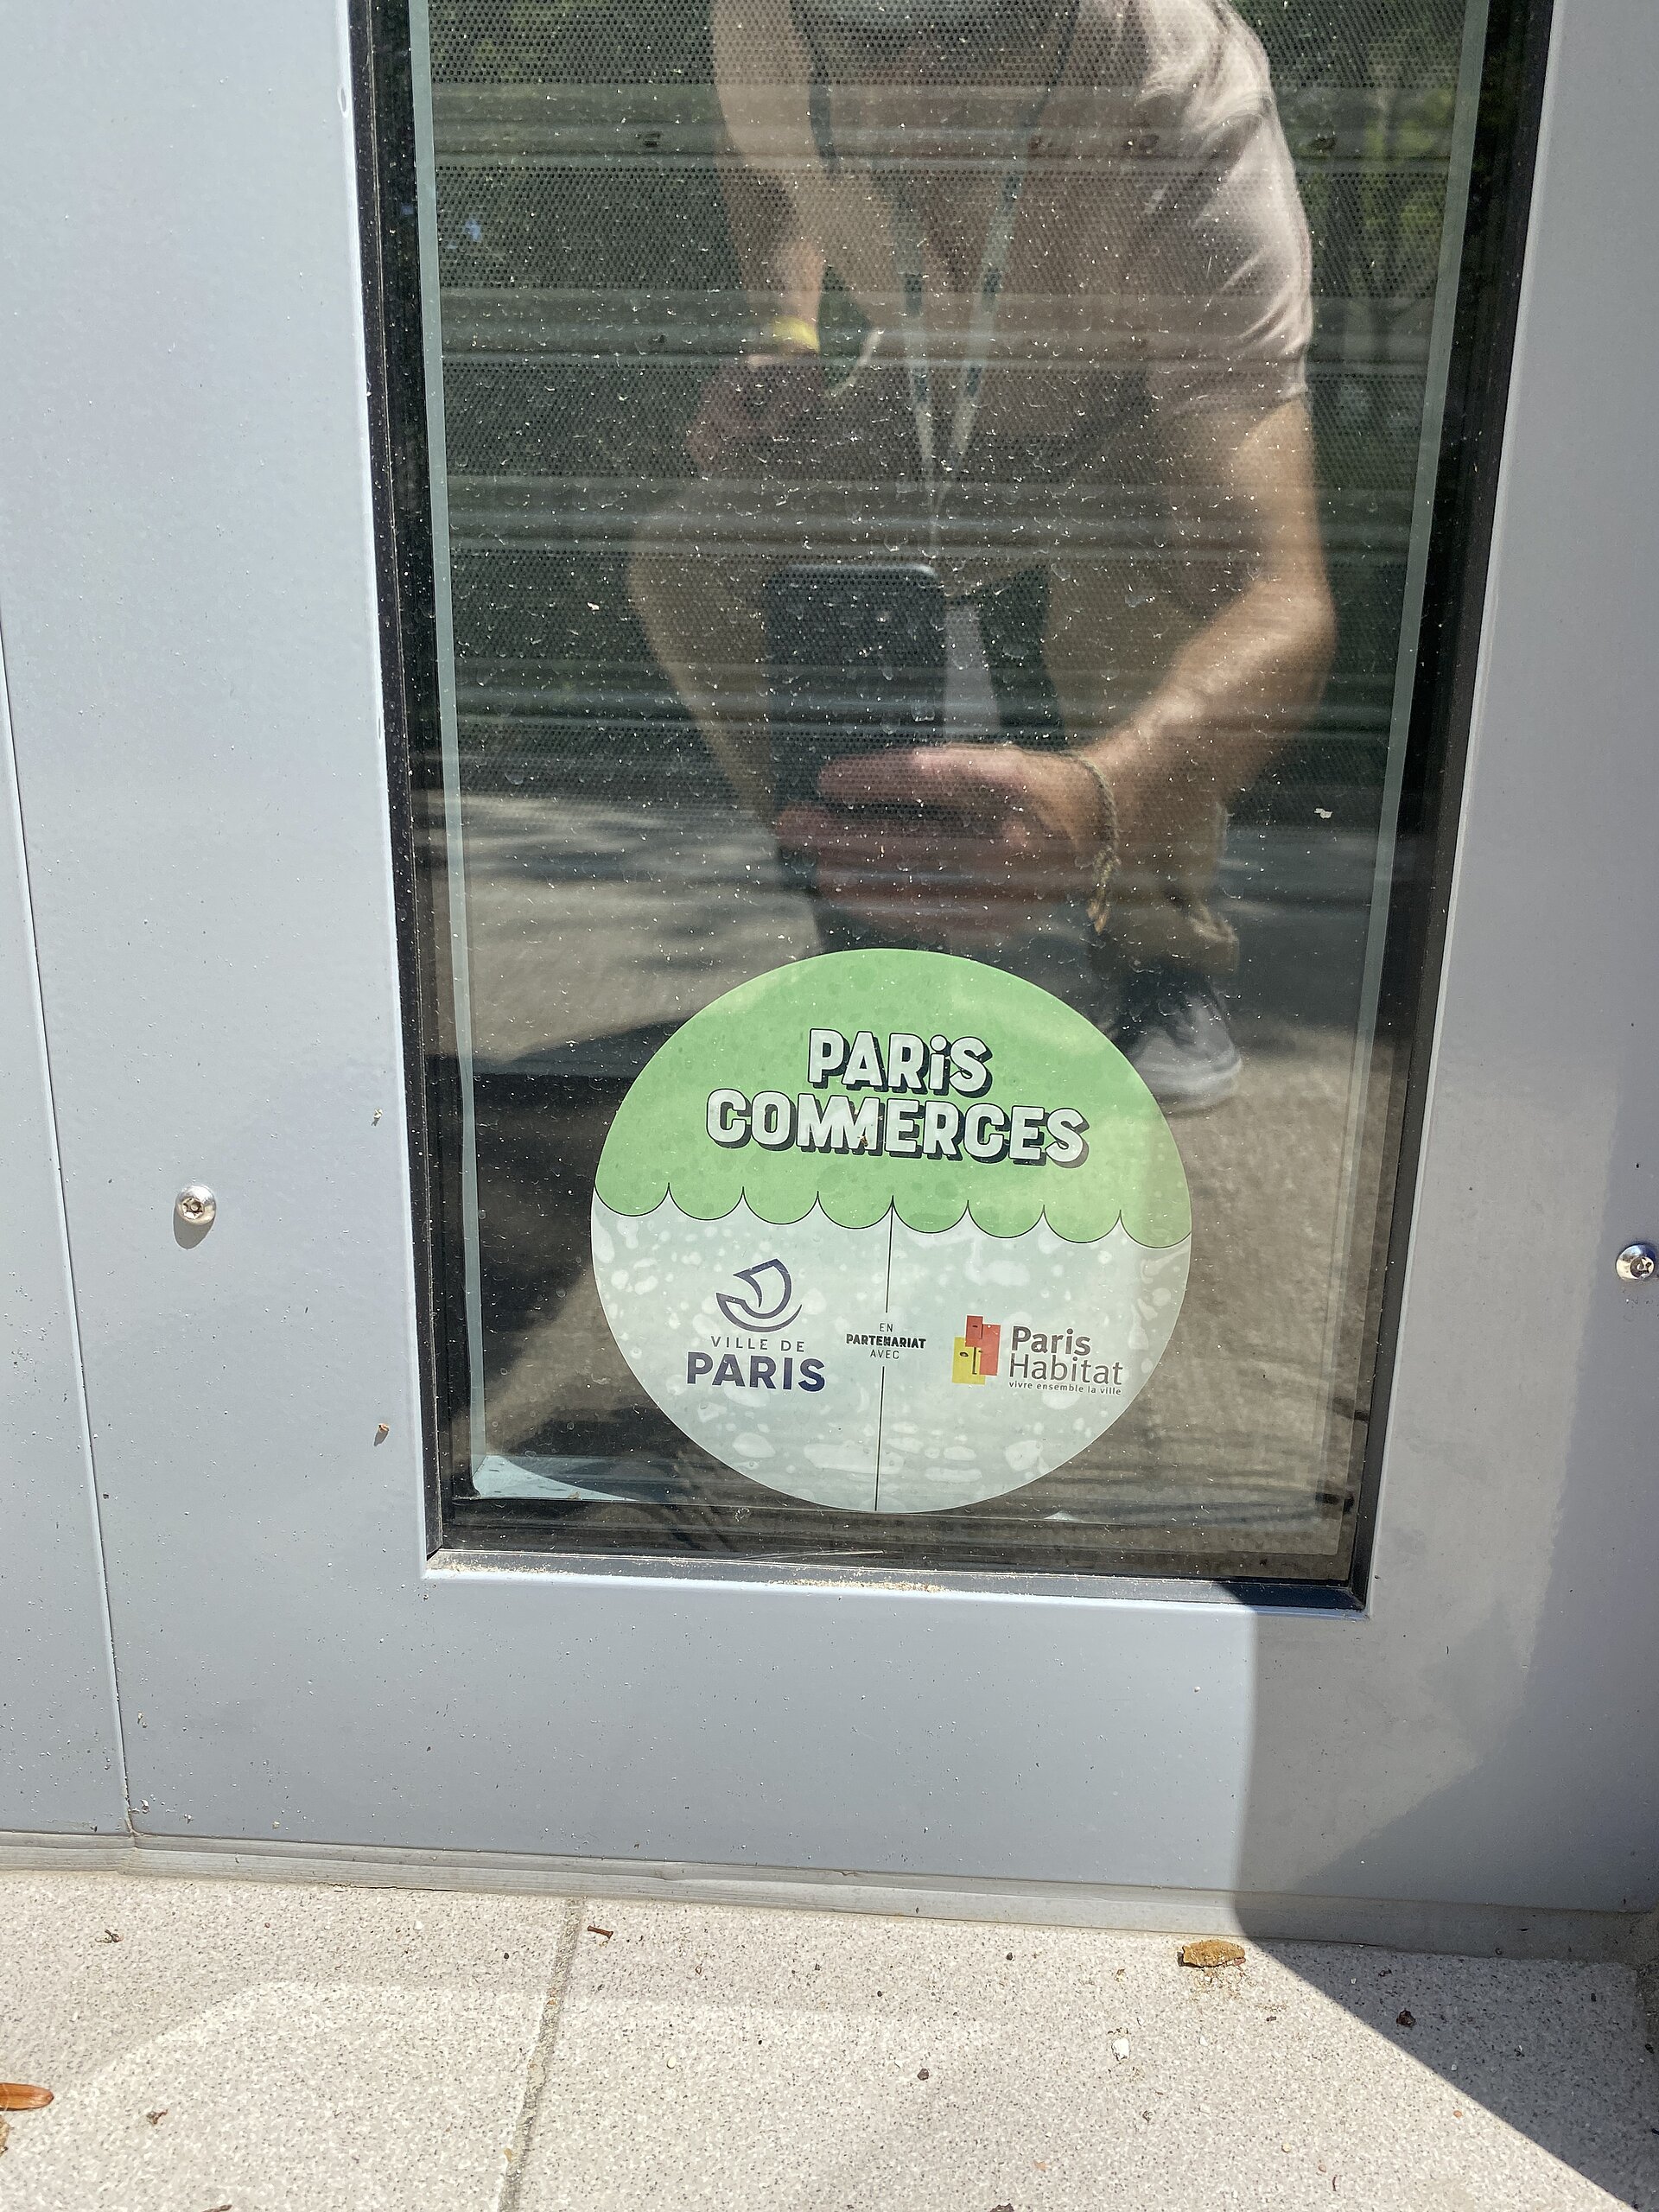 PARiS
COMMERCES
VILLE DE
PARIS
EN
PARTENARIAT
AVEC
Paris
Habitat
vivre ensemble la ville